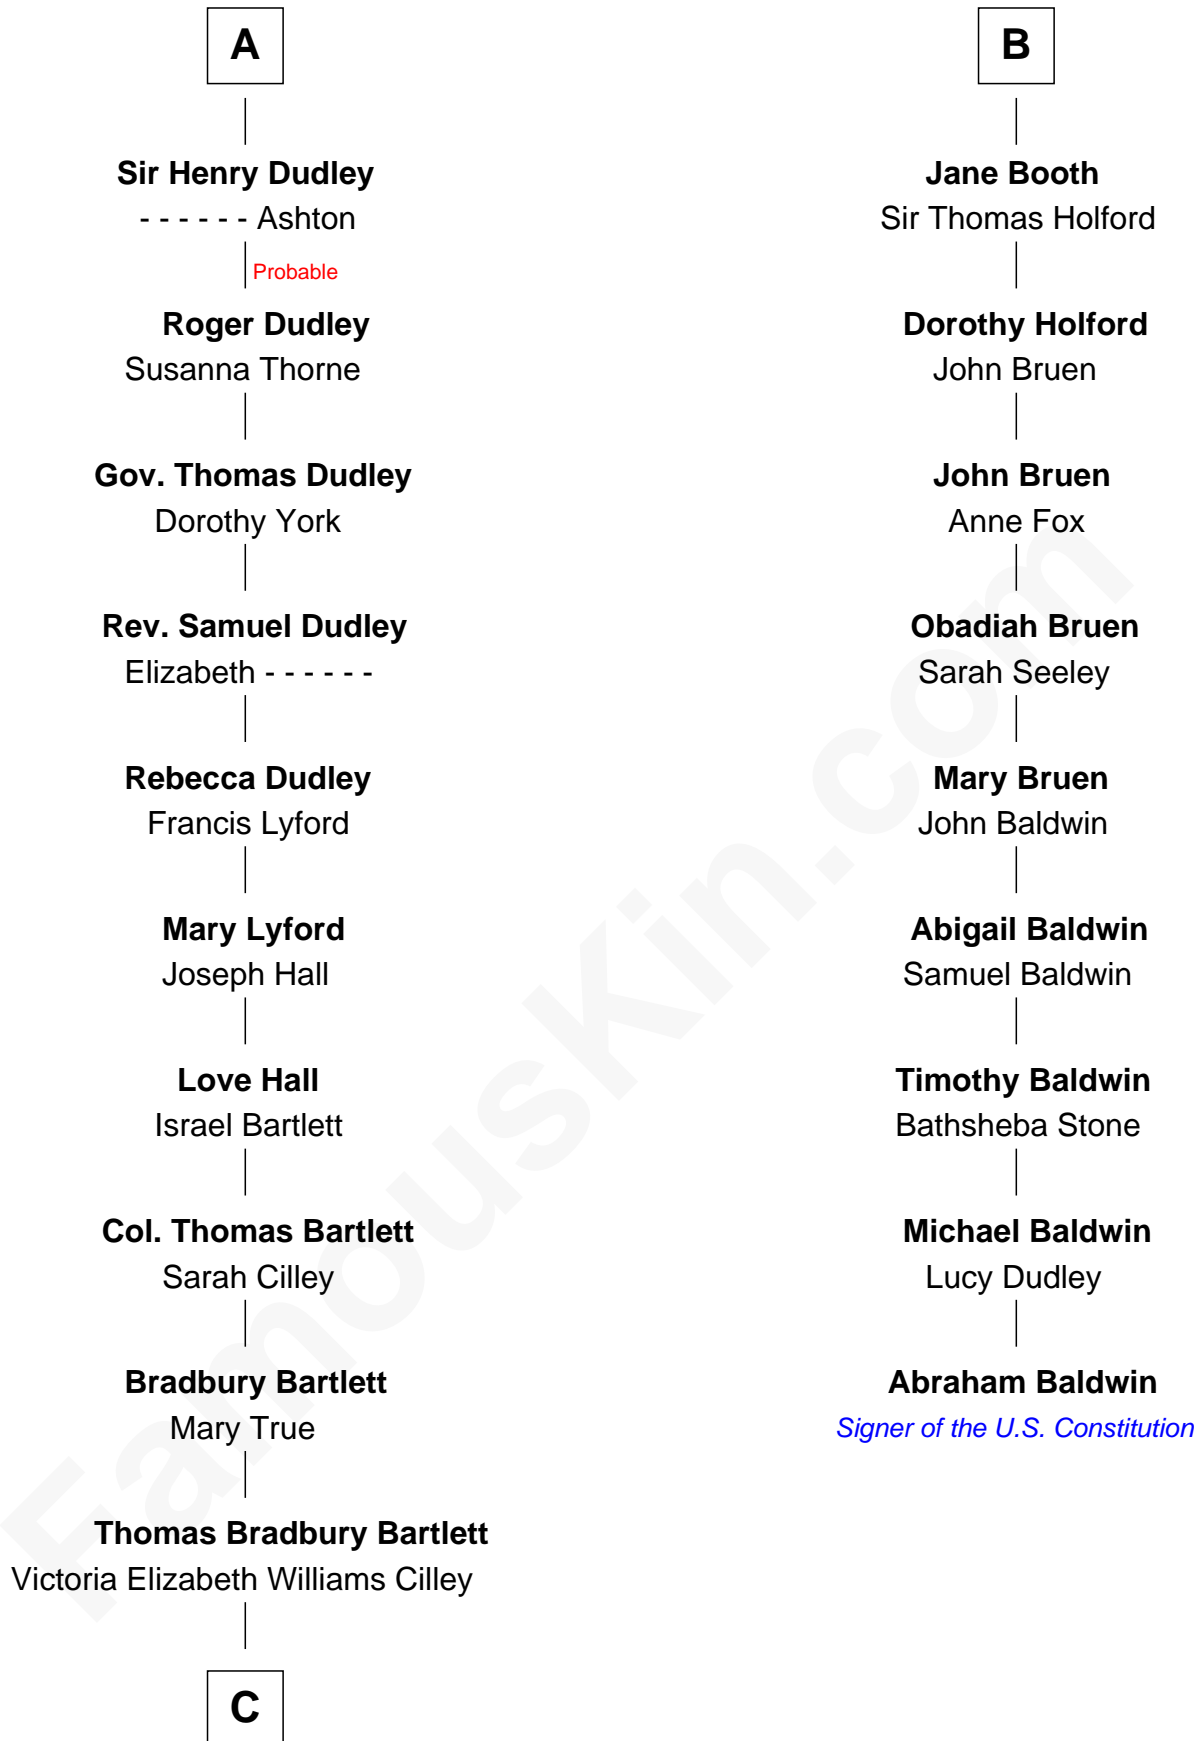 A
Sir Henry Dudley
- - - - - - Ashton
Probable
Roger Dudley
Susanna Thorne
Gov. Thomas Dudley
Dorothy York
Rev. Samuel Dudley
Elizabeth - - - - - -
Rebecca Dudley
Francis Lyford
Mary Lyford
Joseph Hall
Love Hall
Israel Bartlett
Col. Thomas Bartlett
Sarah Cilley
Bradbury Bartlett
Mary True
Thomas Bradbury Bartlett
Victoria Elizabeth Williams Cilley
C
B
Jane Booth
Sir Thomas Holford
Dorothy Holford
John Bruen
John Bruen
Anne Fox
Obadiah Bruen
Sarah Seeley
Mary Bruen
John Baldwin
Abigail Baldwin
Samuel Baldwin
Timothy Baldwin
Bathsheba Stone
Michael Baldwin
Lucy Dudley
Abraham Baldwin
Signer of the U.S. Constitution
FamousKin.com